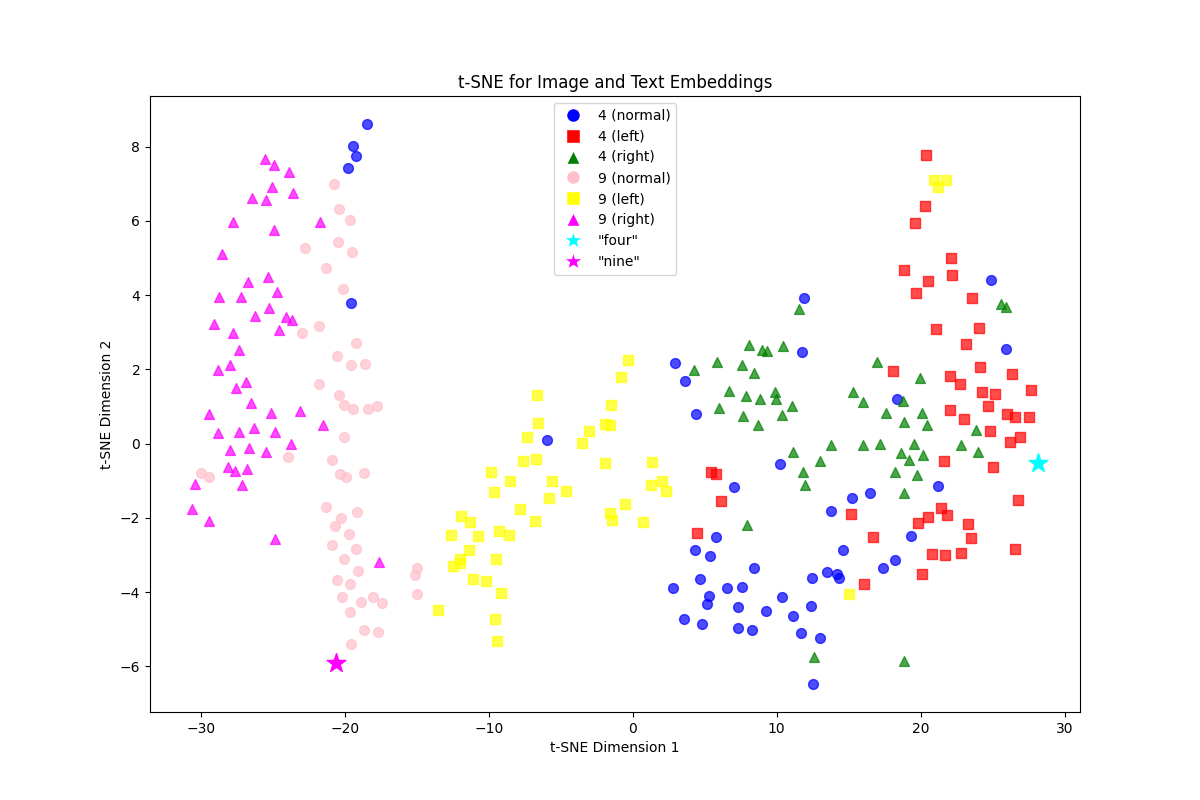 t-SNE for Image and Text Embeddings
4 (normal)
4 (left)
4 (right)
9 (normal)
9 (left)
9 (right)
"four"
"nine"
8
6
4
2
0
−2
−4
−6
t-SNE Dimension 2
−30 −20 −10 0 10 20 30
t-SNE Dimension 1